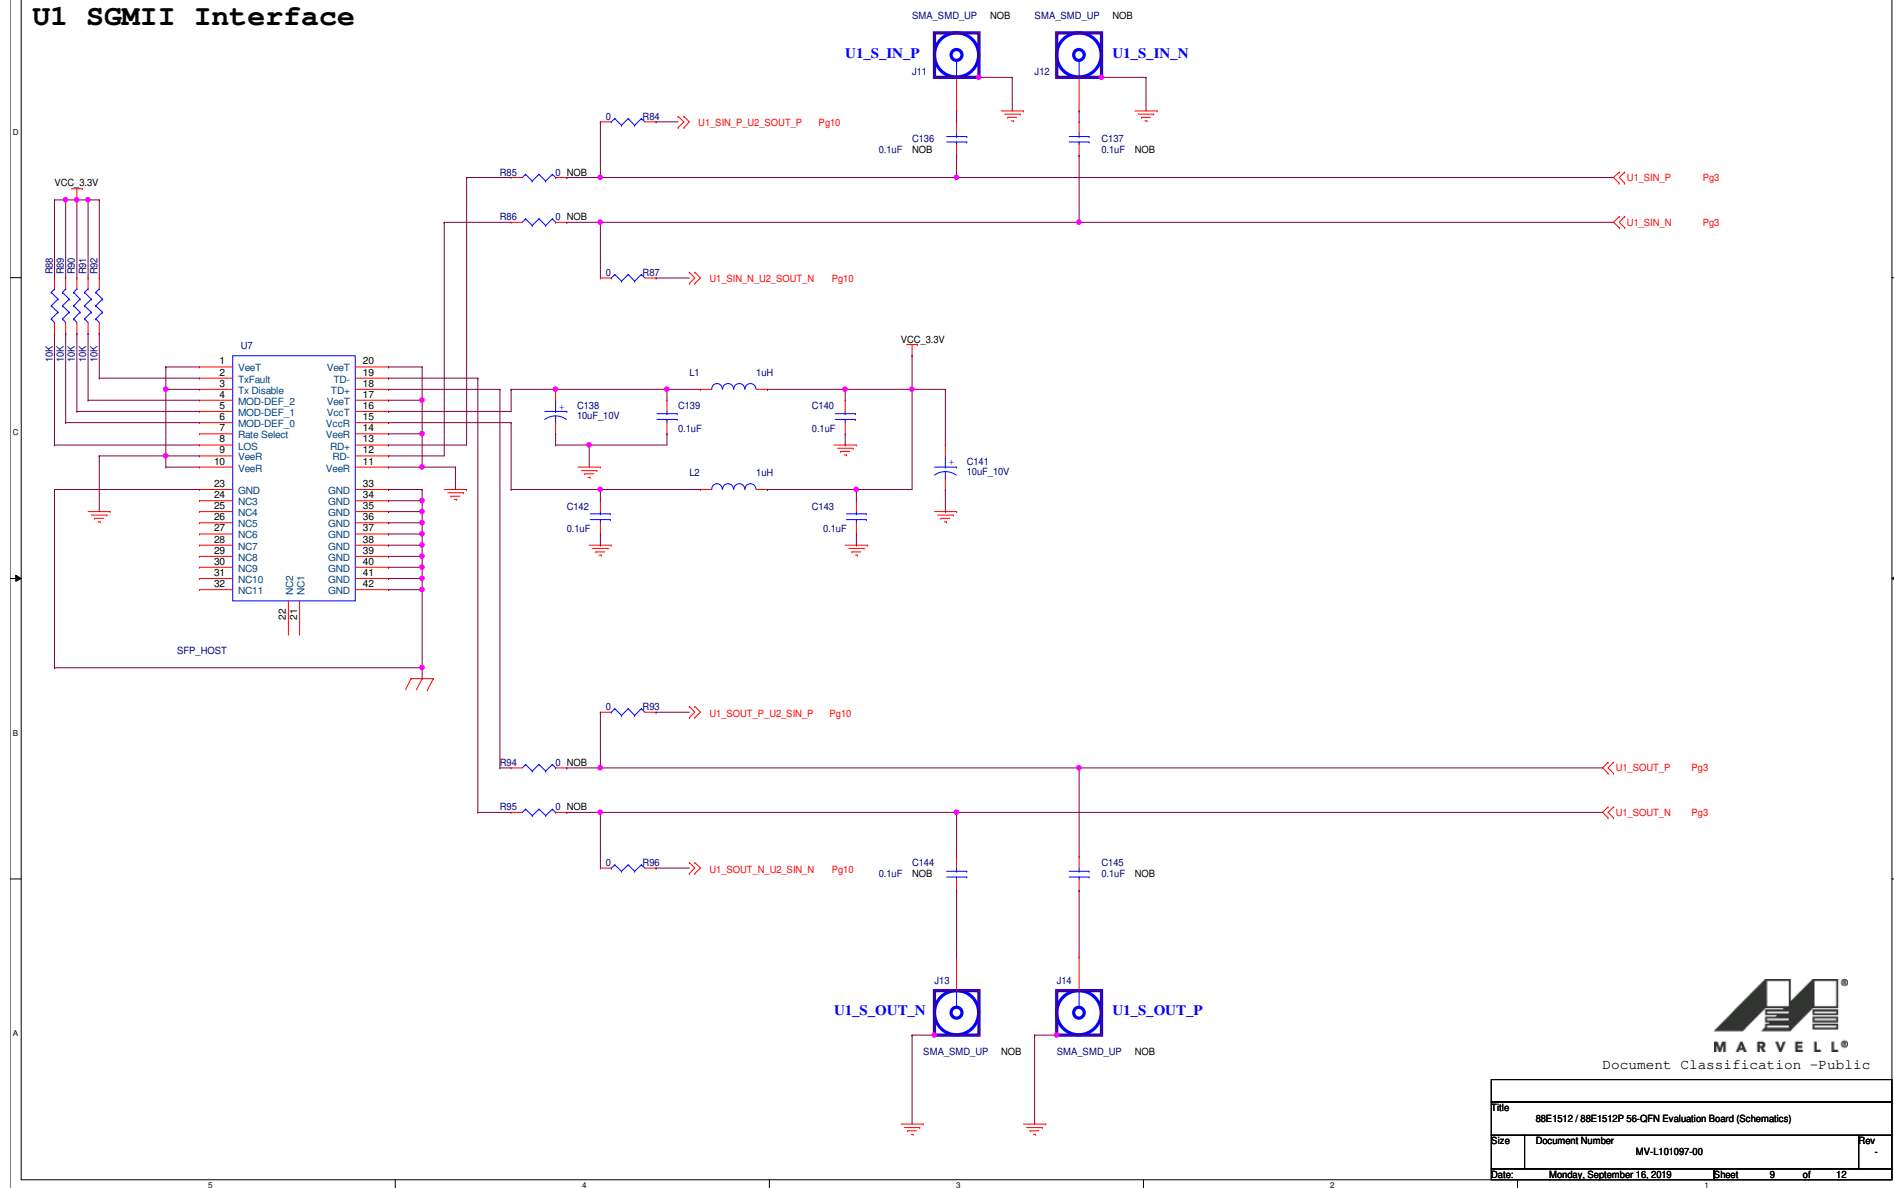 U1 SGMII Interface
SMA_SMD_UP NOB SMA_SMD_UP NOB
U1_S_IN_P U1_S_IN_N
J11 J12
0 R84 U1_SIN_P_U2_SOUT_P Pg10
C136 C137
0.1uF NOB 0.1uF NOB
D
R85 0 NOB U1_SIN_P Pg3
VCC_3.3V
R86 0 NOB U1_SIN_N Pg3
R88 R89 R90 R91 R92
0 R87 U1_SIN_N_U2_SOUT_N Pg10
10K 10K 10K 10K 10K
VCC_3.3V
U7
1 VeeT VeeT 20
2 TxFault TD- 19
3 Tx Disable TD+ 18
4 MOD-DEF_2 VeeT 17
5 MOD-DEF_1 VccT 16
6 MOD-DEF_0 VccR 15
7 Rate Select VeeR 14
8 LOS RD+ 13
9 VeeR RD- 12
10 VeeR VeeR 11
23 GND GND 33
24 NC3 GND 34
25 NC4 GND 35
26 NC5 GND 36
27 NC6 GND 37
28 NC7 GND 38
29 NC8 GND 39
30 NC9 GND 40
31 NC10 GND 41
32 NC11 GND 42
NC2 NC1
22 21
SFP_HOST
L1 1uH
C138 10uF_10V
C139 0.1uF
C140 0.1uF
C
C141 10uF_10V
L2 1uH
C142 0.1uF
C143 0.1uF
0 R93 U1_SOUT_P_U2_SIN_P Pg10
B
R94 0 NOB U1_SOUT_P Pg3
R95 0 NOB U1_SOUT_N Pg3
0 R96 U1_SOUT_N_U2_SIN_N Pg10
C144 C145
0.1uF NOB 0.1uF NOB
J13 J14
U1_S_OUT_N U1_S_OUT_P
A
SMA_SMD_UP NOB SMA_SMD_UP NOB
MARVELL®
®
Document Classification -Public
Title
88E1512 / 88E1512P 56-QFN Evaluation Board (Schematics)
Size Document Number Rev
MV-L101097-00 -
Date: Monday, September 16, 2019 Sheet 9 of 12
5 4 3 2 1